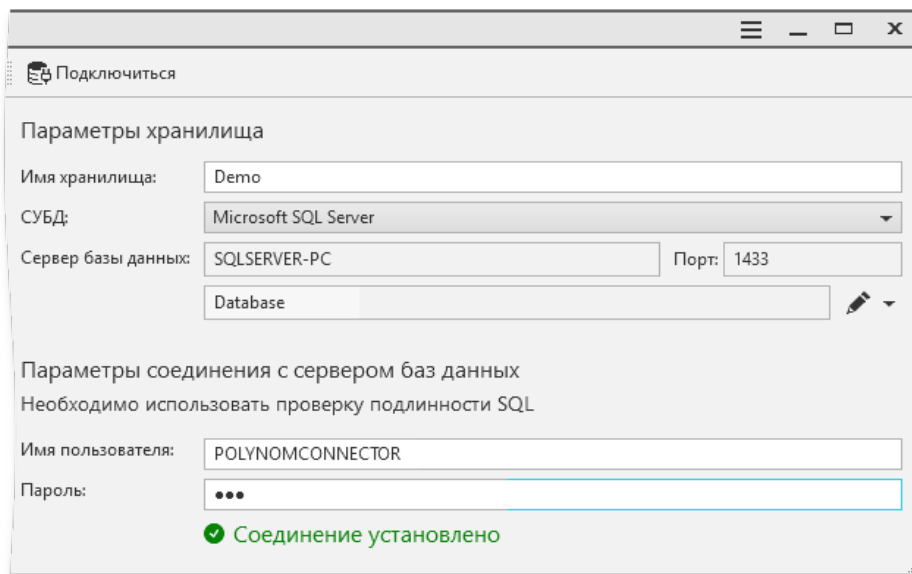 Подключиться
Параметры хранилища
Имя хранилища: Demo
СУБД: Microsoft SQL Server
Сервер базы данных: SQLSERVER-PC Порт: 1433
Database
Параметры соединения с сервером баз данных
Необходимо использовать проверку подлинности SQL
Имя пользователя: POLYNOMCONNECTOR
Пароль: •••
Соединение установлено